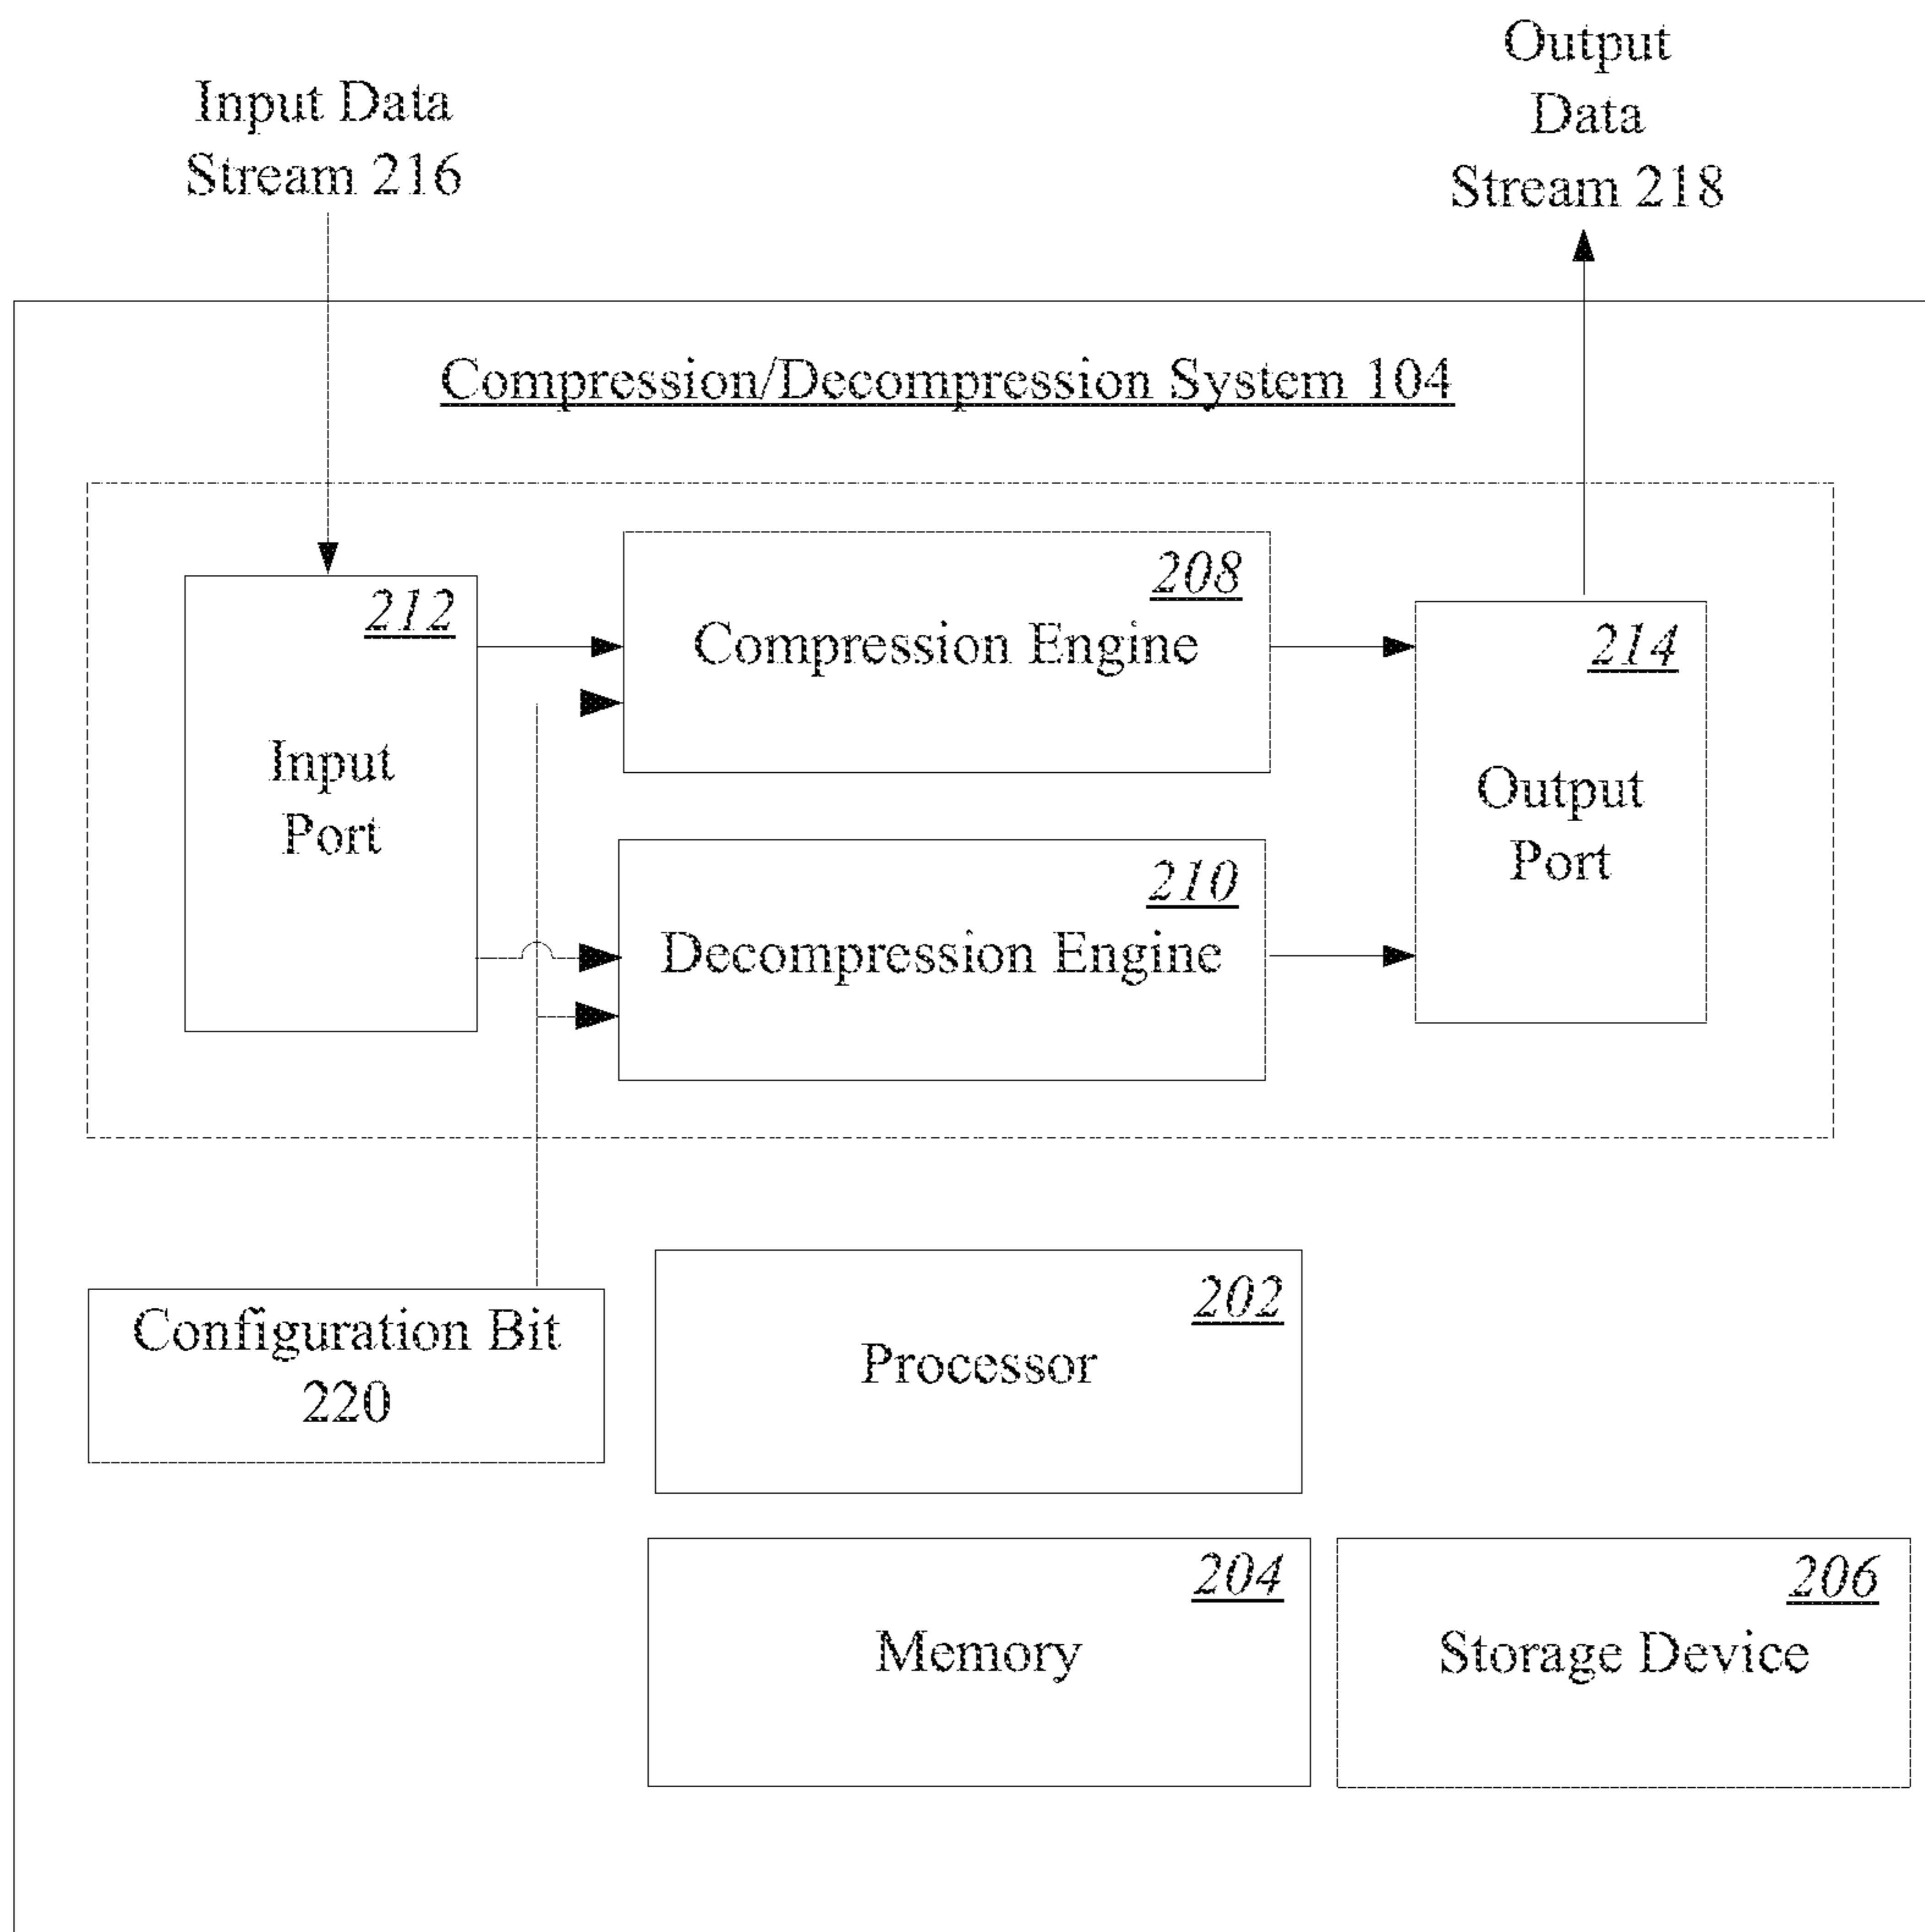 Input Data
Stream 216
Output
Data
Stream 218
Compression/Decompression System 104
212
Input
Port
208
Compression Engine
210
Decompression Engine
214
Output
Port
Configuration Bit
220
202
Processor
204
Memory
206
Storage Device